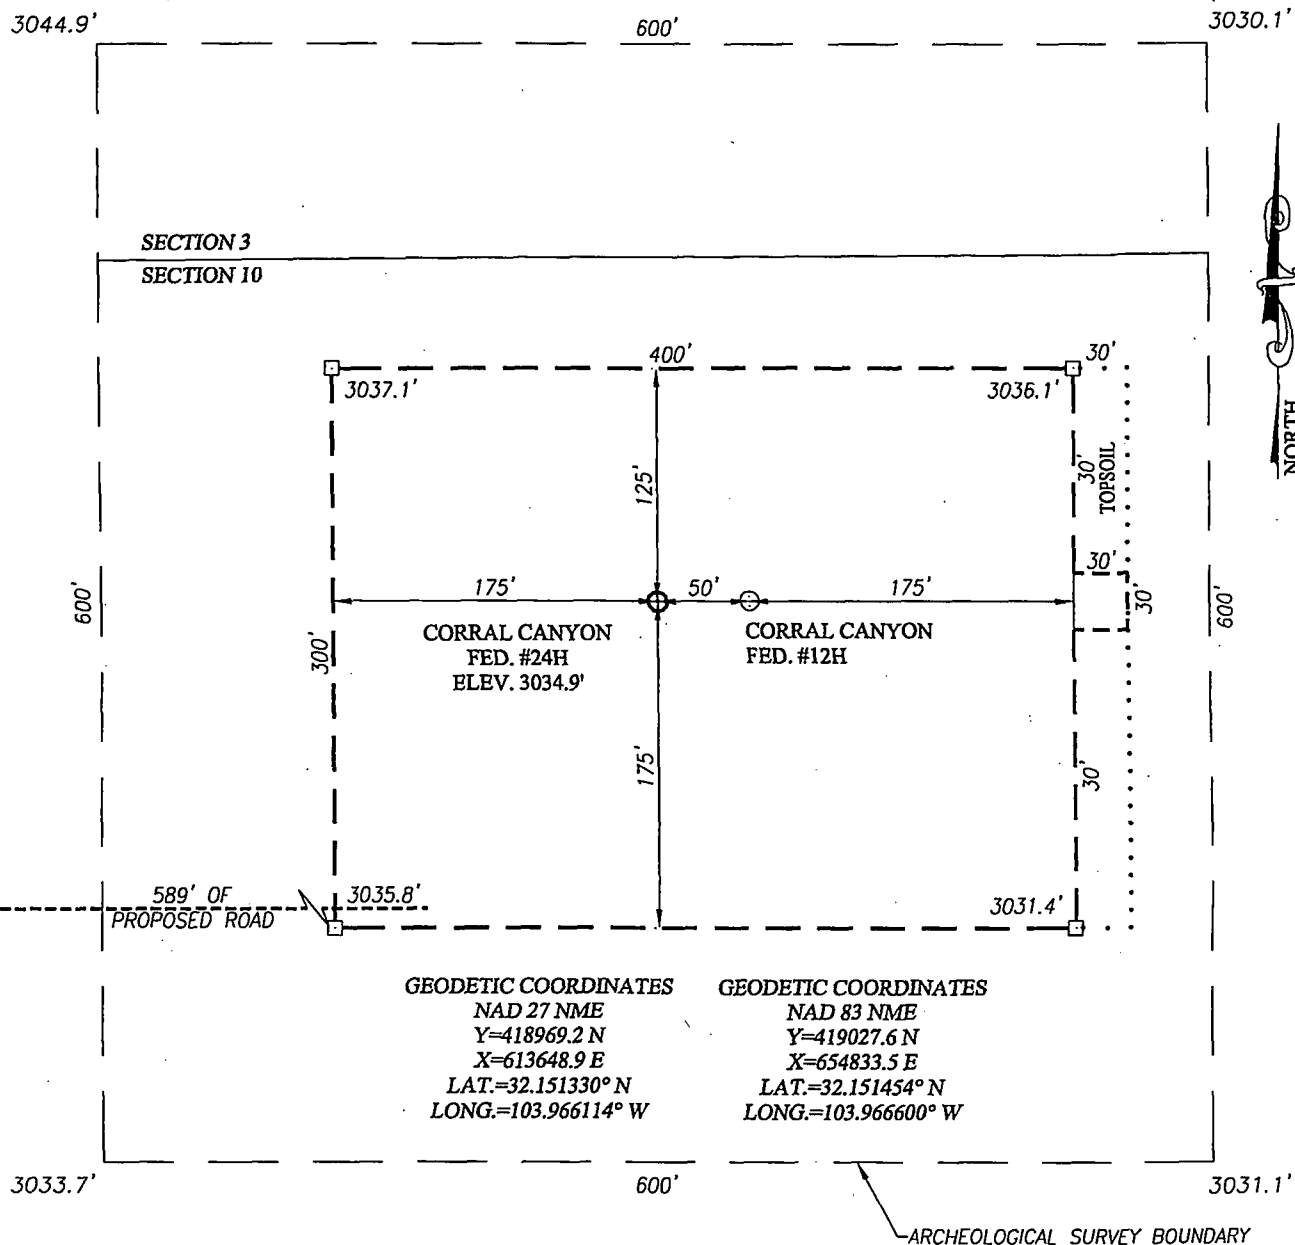 3044.9'
600'
3030.1'
SECTION 3
SECTION 10
NORTH
400'
30'
3037.1'
3036.1'
125'
30'
TOPSOIL
30'
30'
175'
50'
175'
600'
600'
300'
CORRAL CANYON
FED. #24H
ELEV. 3034.9'
CORRAL CANYON
FED. #12H
175'
30'
589' OF
PROPOSED ROAD
3035.8'
3031.4'
GEODETIC COORDINATES
NAD 27 NME
Y=418969.2 N
X=613648.9 E
LAT.=32.151330° N
LONG.=103.966114° W
GEODETIC COORDINATES
NAD 83 NME
Y=419027.6 N
X=654833.5 E
LAT.=32.151454° N
LONG.=103.966600° W
3033.7'
600'
3031.1'
ARCHEOLOGICAL SURVEY BOUNDARY